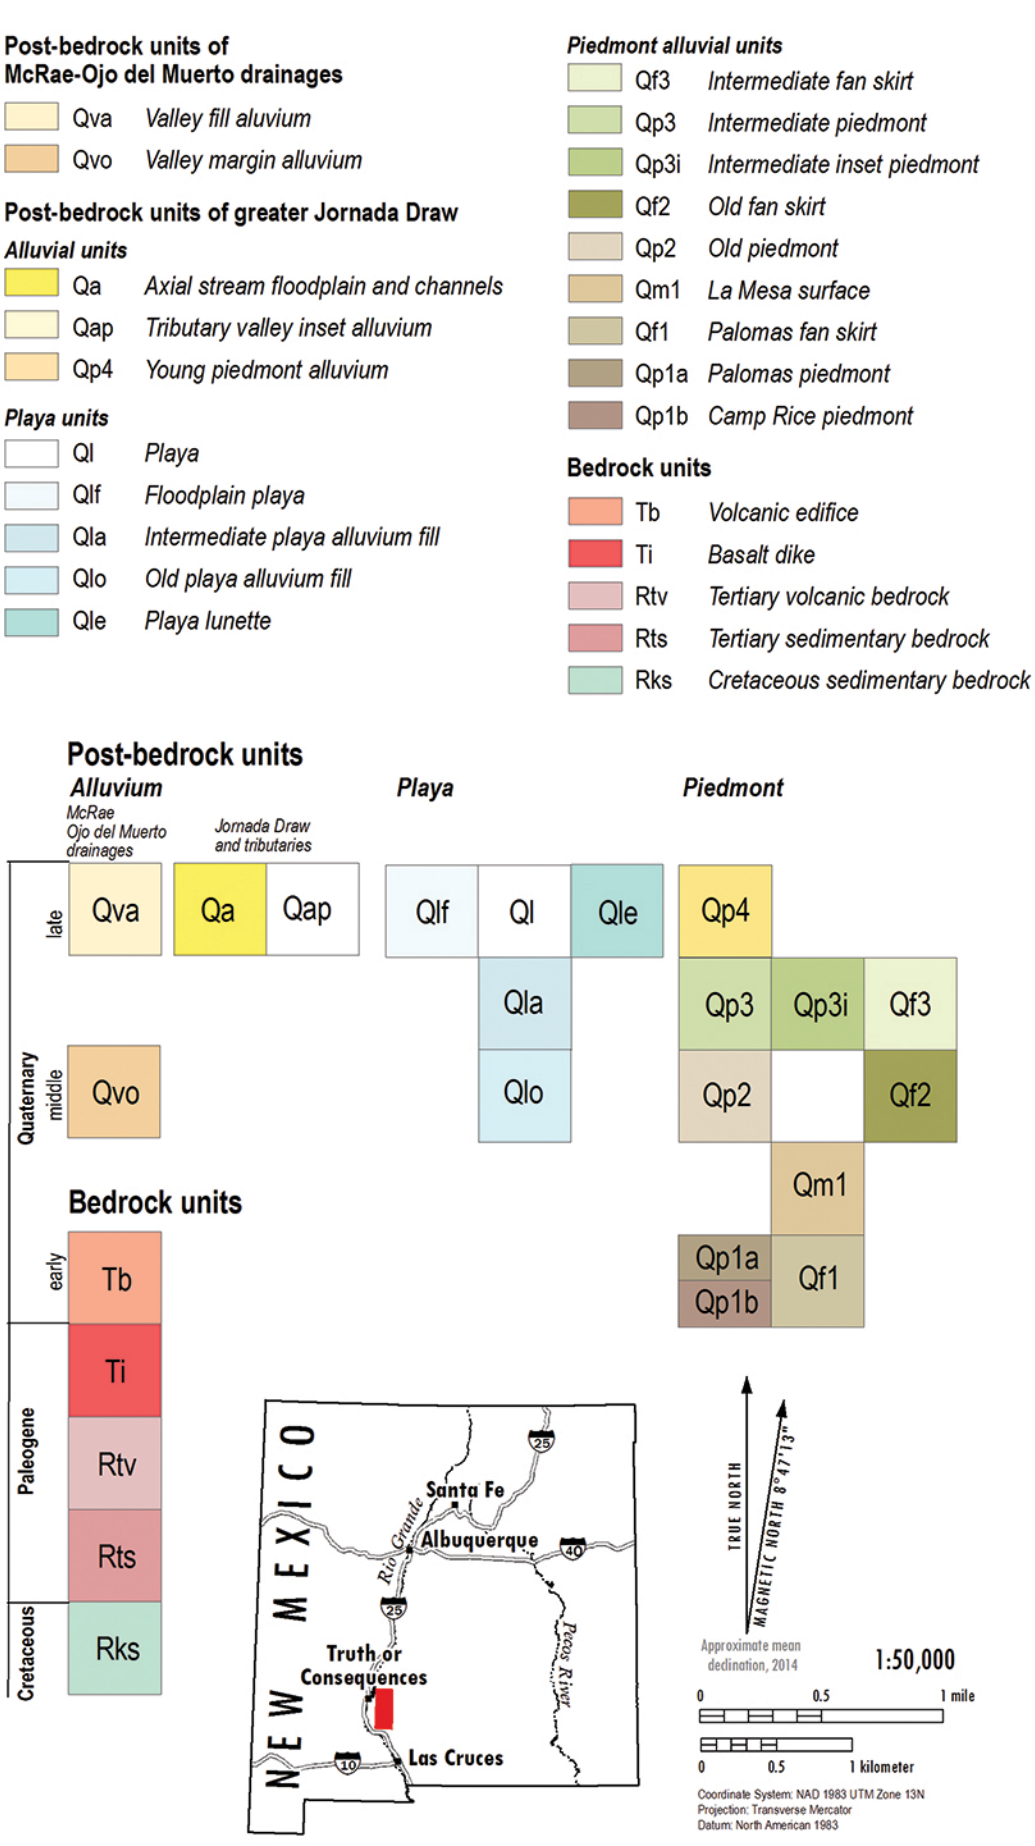 Post-bedrock units of
McRae-Ojo del Muerto drainages
Qva Valley fill aluvium
Qvo Valley margin alluvium
Post-bedrock units of greater Jornada Draw
Alluvial units
Qa Axial stream floodplain and channels
Qap Tributary valley inset alluvium
Qp4 Young piedmont alluvium
Playa units
Ql Playa
Qlf Floodplain playa
Qla Intermediate playa alluvium fill
Qlo Old playa alluvium fill
Qle Playa lunette
Piedmont alluvial units
Qf3 Intermediate fan skirt
Qp3 Intermediate piedmont
Qp3i Intermediate inset piedmont
Qf2 Old fan skirt
Qp2 Old piedmont
Qm1 La Mesa surface
Qf1 Palomas fan skirt
Qp1a Palomas piedmont
Qp1b Camp Rice piedmont
Bedrock units
Tb Volcanic edifice
Ti Basalt dike
Rtv Tertiary volcanic bedrock
Rts Tertiary sedimentary bedrock
Rks Cretaceous sedimentary bedrock
Post-bedrock units
Alluvium Playa Piedmont
McRae
Ojo del Muerto
drainages
Jornada Draw
and tributaries
late
Qva Qa Qap Qlf Ql Qle Qp4
Qla Qp3 Qp3i Qf3
Quaternary
middle
Qvo Qlo Qp2 Qf2
Qm1
Bedrock units
early
Tb Qp1a Qf1
Qp1b
Paleogene
Ti
Rtv
Rts
Cretaceous
Rks
NEW MEXICO
25
Santa Fe
Rio Grande
Albuquerque
40
25
Pecos River
Truth or
Consequences
10
Las Cruces
TRUE NORTH
MAGNETIC NORTH 8°47'13"
Approximate mean
declination, 2014
1:50,000
0 0.5 1 mile
0 0.5 1 kilometer
Coordinate System: NAD 1983 UTM Zone 13N
Projection: Transverse Mercator
Datum: North American 1983